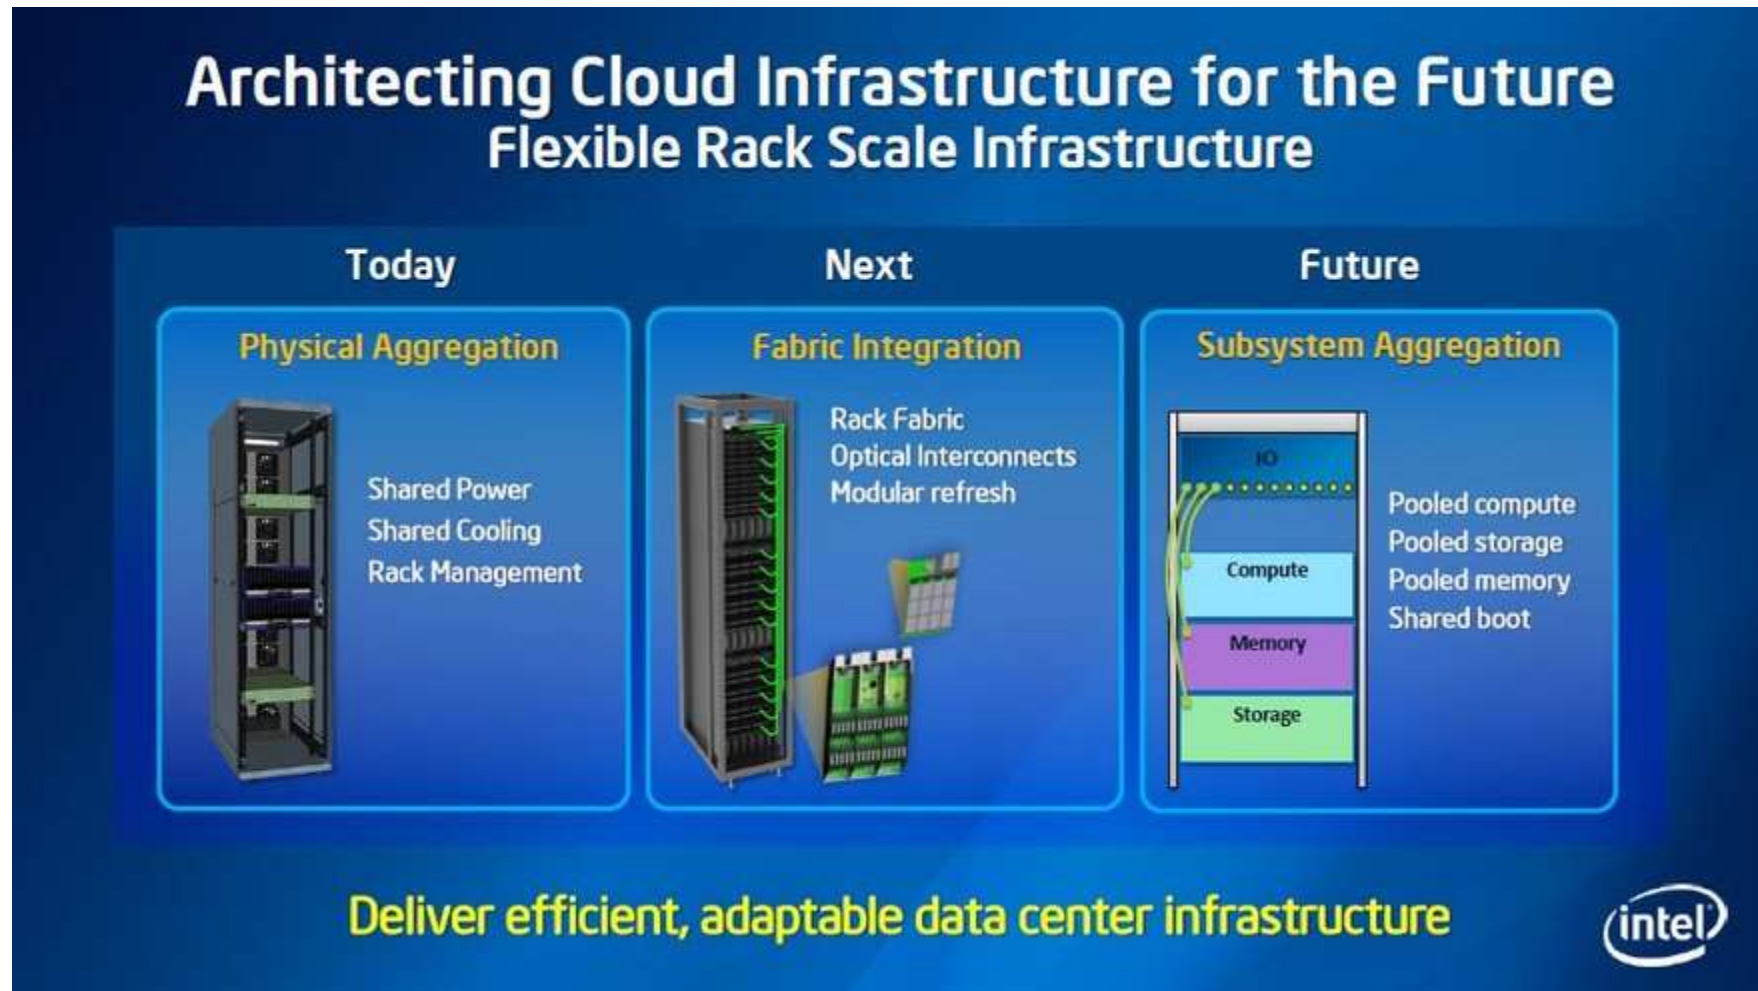 Architecting Cloud Infrastructure for the Future
Flexible Rack Scale Infrastructure
Today
Physical Aggregation
Shared Power
Shared Cooling
Rack Management
Next
Fabric Integration
Rack Fabric
Optical Interconnects
Modular refresh
Future
Subsystem Aggregation
IO
Compute
Memory
Storage
Pooled compute
Pooled storage
Pooled memory
Shared boot
Deliver efficient, adaptable data center infrastructure
intel